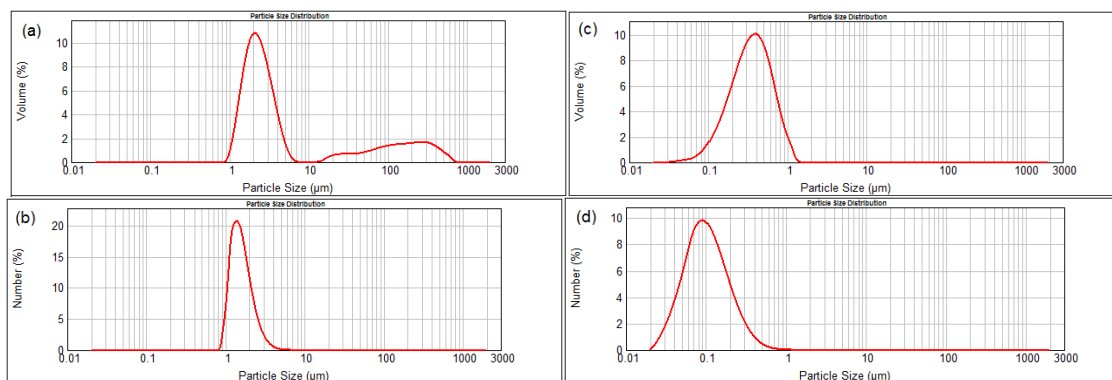 Particle Size Distribution
(a)
Volume (%)
10
8
6
4
2
0
0.01 0.1 1 10 100 1000 3000
Particle Size (µm)
Particle Size Distribution
(c)
Volume (%)
10
8
6
4
2
0
0.01 0.1 1 10 100 1000 3000
Particle Size (µm)
Particle Size Distribution
(b)
Number (%)
20
15
10
5
0
0.01 0.1 1 10 100 1000 3000
Particle Size (µm)
Particle Size Distribution
(d)
Number (%)
10
8
6
4
2
0
0.01 0.1 1 10 100 1000 3000
Particle Size (µm)